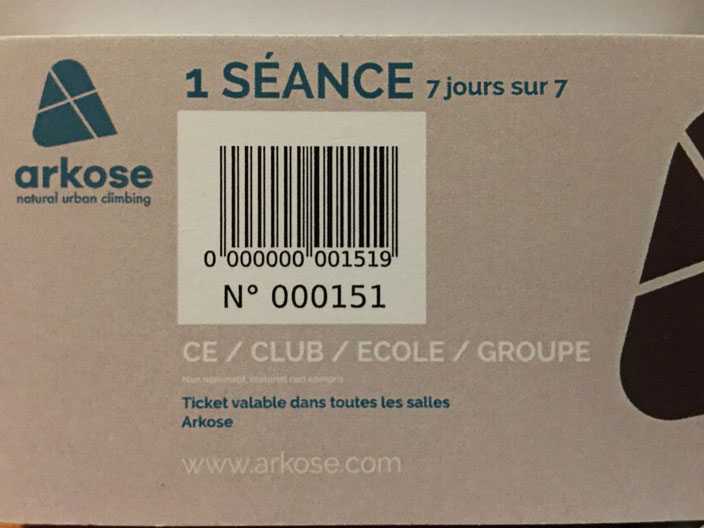 1 SÉANCE 7 jours sur 7
arkose
natural urban climbing
0 000000 001519
N° 000151
CE / CLUB / ECOLE / GROUPE
Non nominatif, matériel non compris
Ticket valable dans toutes les salles
Arkose
www.arkose.com